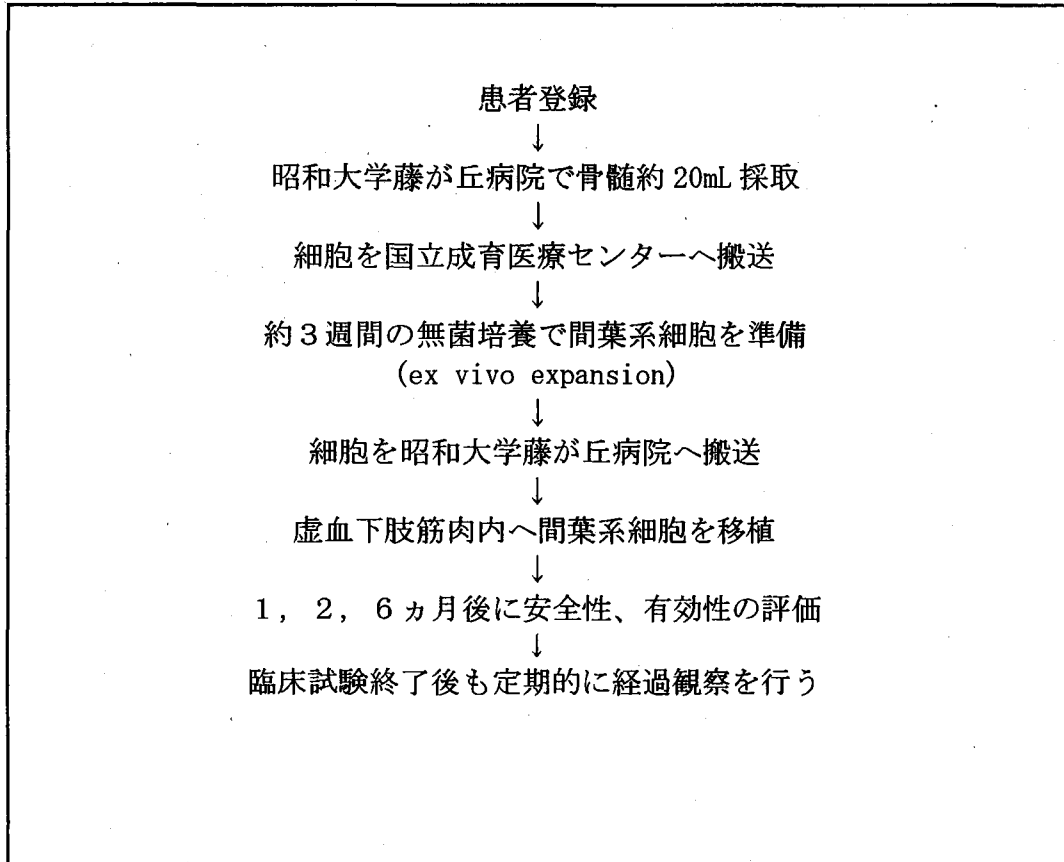 患者登録
↓
昭和大学藤が丘病院で骨髄約 20mL 採取
↓
細胞を国立成育医療センターへ搬送
↓
約３週間の無菌培養で間葉系細胞を準備
(ex vivo expansion)
↓
細胞を昭和大学藤が丘病院へ搬送
↓
虚血下肢筋肉内へ間葉系細胞を移植
↓
１，２，６ヵ月後に安全性、有効性の評価
↓
臨床試験終了後も定期的に経過観察を行う